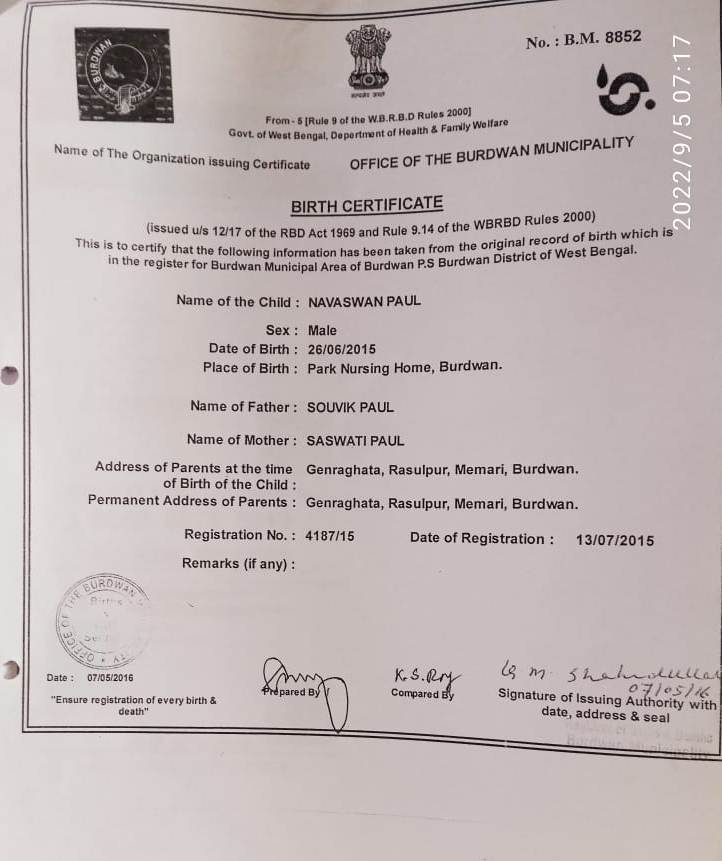 BURDWAN
No. : B.M. 8852
सत्यमेव जयते
From - 5 [Rule 9 of the W.B.R.B.D Rules 2000]
Govt. of West Bengal, Depertment of Health & Family Welfare
Name of The Organization issuing Certificate OFFICE OF THE BURDWAN MUNICIPALITY
2022/9/5 07:17
BIRTH CERTIFICATE
(issued u/s 12/17 of the RBD Act 1969 and Rule 9.14 of the WBRBD Rules 2000)
This is to certify that the following information has been taken from the original record of birth which is
in the register for Burdwan Municipal Area of Burdwan P.S Burdwan District of West Bengal.
Name of the Child : NAVASWAN PAUL
Sex : Male
Date of Birth : 26/06/2015
Place of Birth : Park Nursing Home, Burdwan.
Name of Father : SOUVIK PAUL
Name of Mother : SASWATI PAUL
Address of Parents at the time Genraghata, Rasulpur, Memari, Burdwan.
of Birth of the Child :
Permanent Address of Parents : Genraghata, Rasulpur, Memari, Burdwan.
Registration No. : 4187/15 Date of Registration : 13/07/2015
Remarks (if any) :
OFFICE OF THE BURDWAN
Births
Date : 07/05/2016
"Ensure registration of every birth &
death"
Prepared By
K.S.Roy
Compared By
Shahidullah
07/05/16
Signature of Issuing Authority with
date, address & seal
Burdwan Municipality